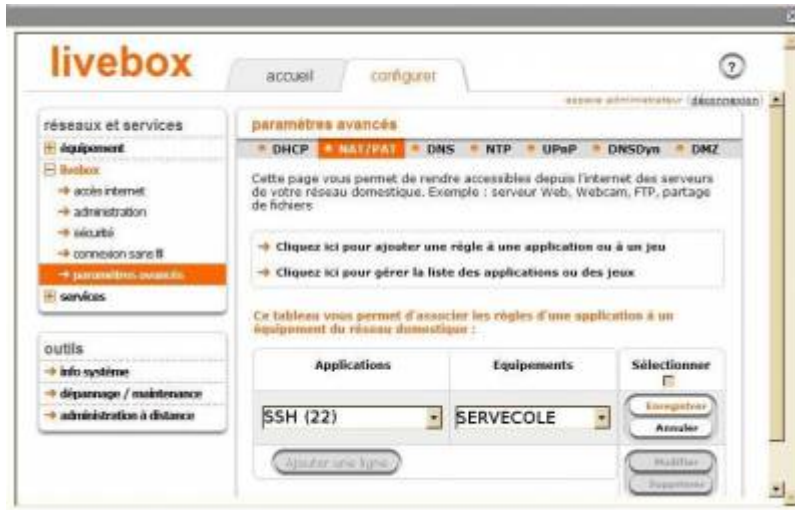 livebox
accueil
configurer
?
espace administrateur (déconnexion)
réseaux et services
équipement
livebox
accès internet
administration
sécurité
connexion sans fil
paramètres avancés
services
outils
info système
dépannage / maintenance
administration à distance
paramètres avancés
DHCP NAT/PAT DNS NTP UPnP DNSDyn DMZ
Cette page vous permet de rendre accessibles depuis l'internet des serveurs
de votre réseau domestique. Exemple : serveur Web, Webcam, FTP, partage
de fichiers
Cliquez ici pour ajouter une règle à une application ou à un jeu
Cliquez ici pour gérer la liste des applications ou des jeux
Ce tableau vous permet d'associer les règles d'une application à un
équipement du réseau domestique :
Applications Equipements Sélectionner
SSH (22) SERVECOLE
Enregistrer
Annuler
Ajouter une ligne
Modifier
Supprimer